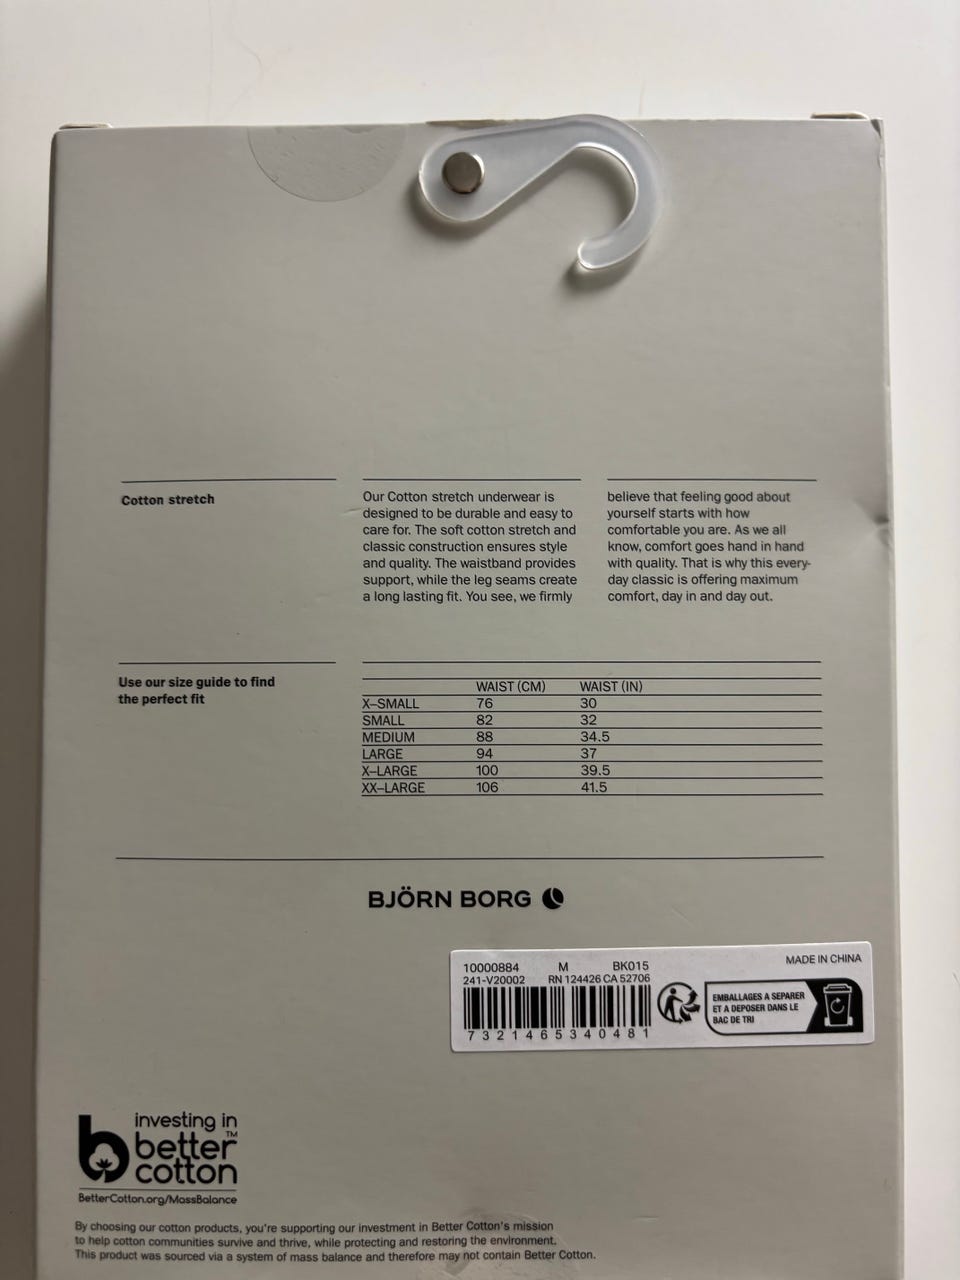 Cotton stretch
Our Cotton stretch underwear is
designed to be durable and easy to
care for. The soft cotton stretch and
classic construction ensures style
and quality. The waistband provides
support, while the leg seams create
a long lasting fit. You see, we firmly
believe that feeling good about
yourself starts with how
comfortable you are. As we all
know, comfort goes hand in hand
with quality. That is why this every-
day classic is offering maximum
comfort, day in and day out.
Use our size guide to find
the perfect fit
WAIST (CM) WAIST (IN)
X–SMALL 76 30
SMALL 82 32
MEDIUM 88 34.5
LARGE 94 37
X–LARGE 100 39.5
XX–LARGE 106 41.5
BJÖRN BORG
10000884 M BK015
241-V20002 RN 124426 CA 52706
7321465340481
MADE IN CHINA
EMBALLAGES A SEPARER
ET A DEPOSER DANS LE
BAC DE TRI
investing in
better™
cotton
BetterCotton.org/MassBalance
By choosing our cotton products, you're supporting our investment in Better Cotton's mission
to help cotton communities survive and thrive, while protecting and restoring the environment.
This product was sourced via a system of mass balance and therefore may not contain Better Cotton.